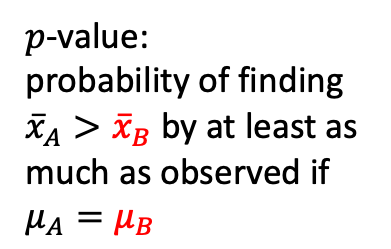 p-value:
probability of finding
x̄_A > x̄_B by at least as
much as observed if
μ_A = μ_B